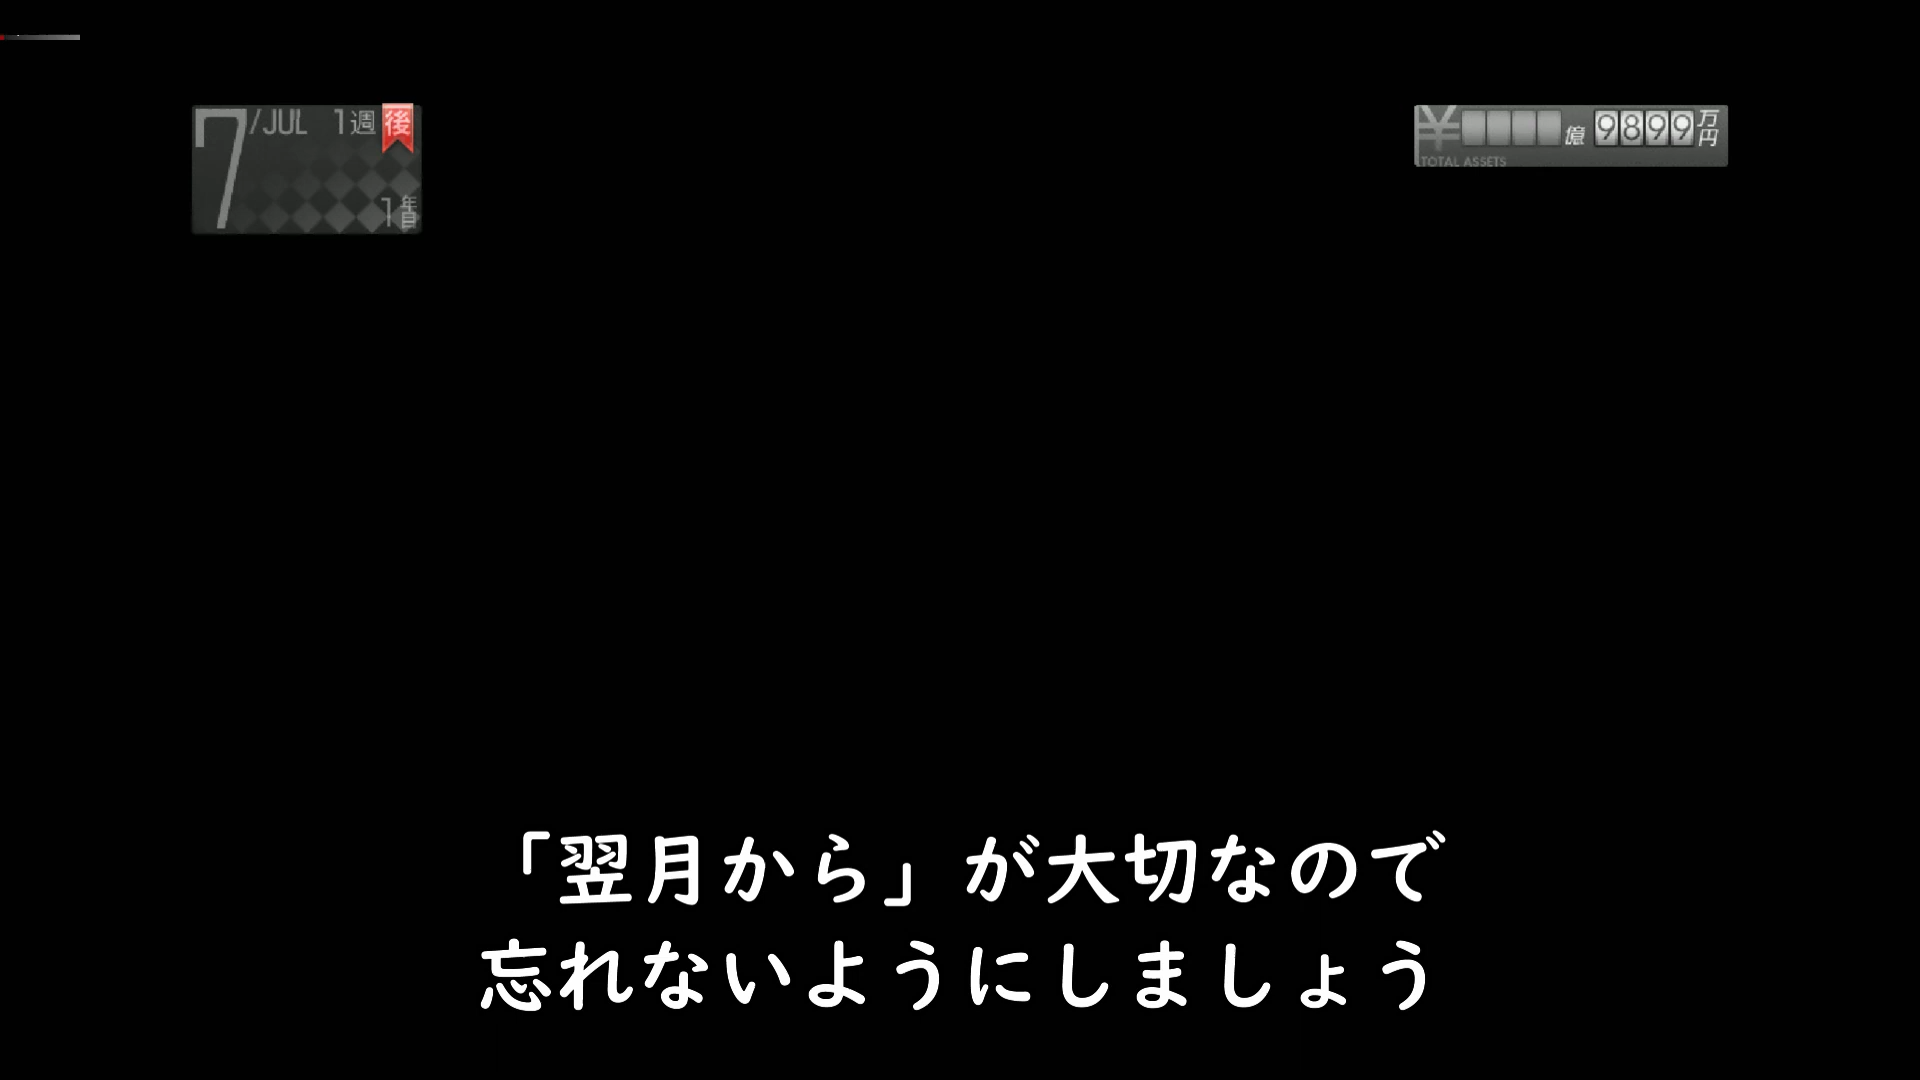 7/JUL 1週 後
1年目
¥ 億 9899 万円
TOTAL ASSETS
「翌月から」が大切なので
忘れないようにしましょう